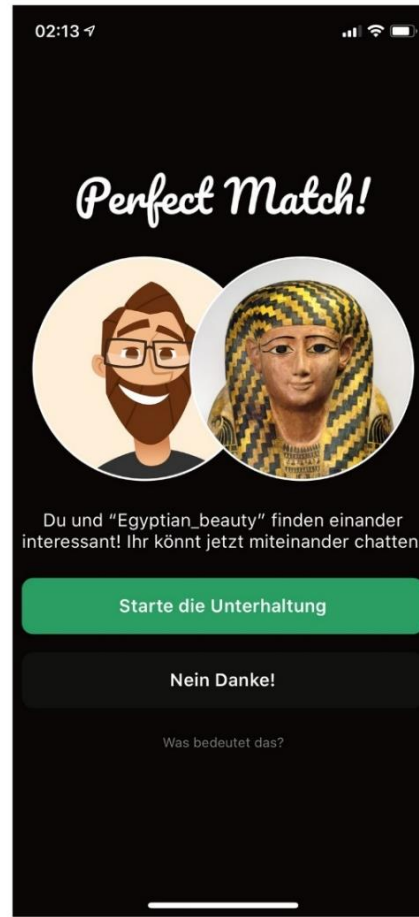 02:13
Perfect Match!
Du und “Egyptian_beauty” finden einander
interessant! Ihr könnt jetzt miteinander chatten
Starte die Unterhaltung
Nein Danke!
Was bedeutet das?